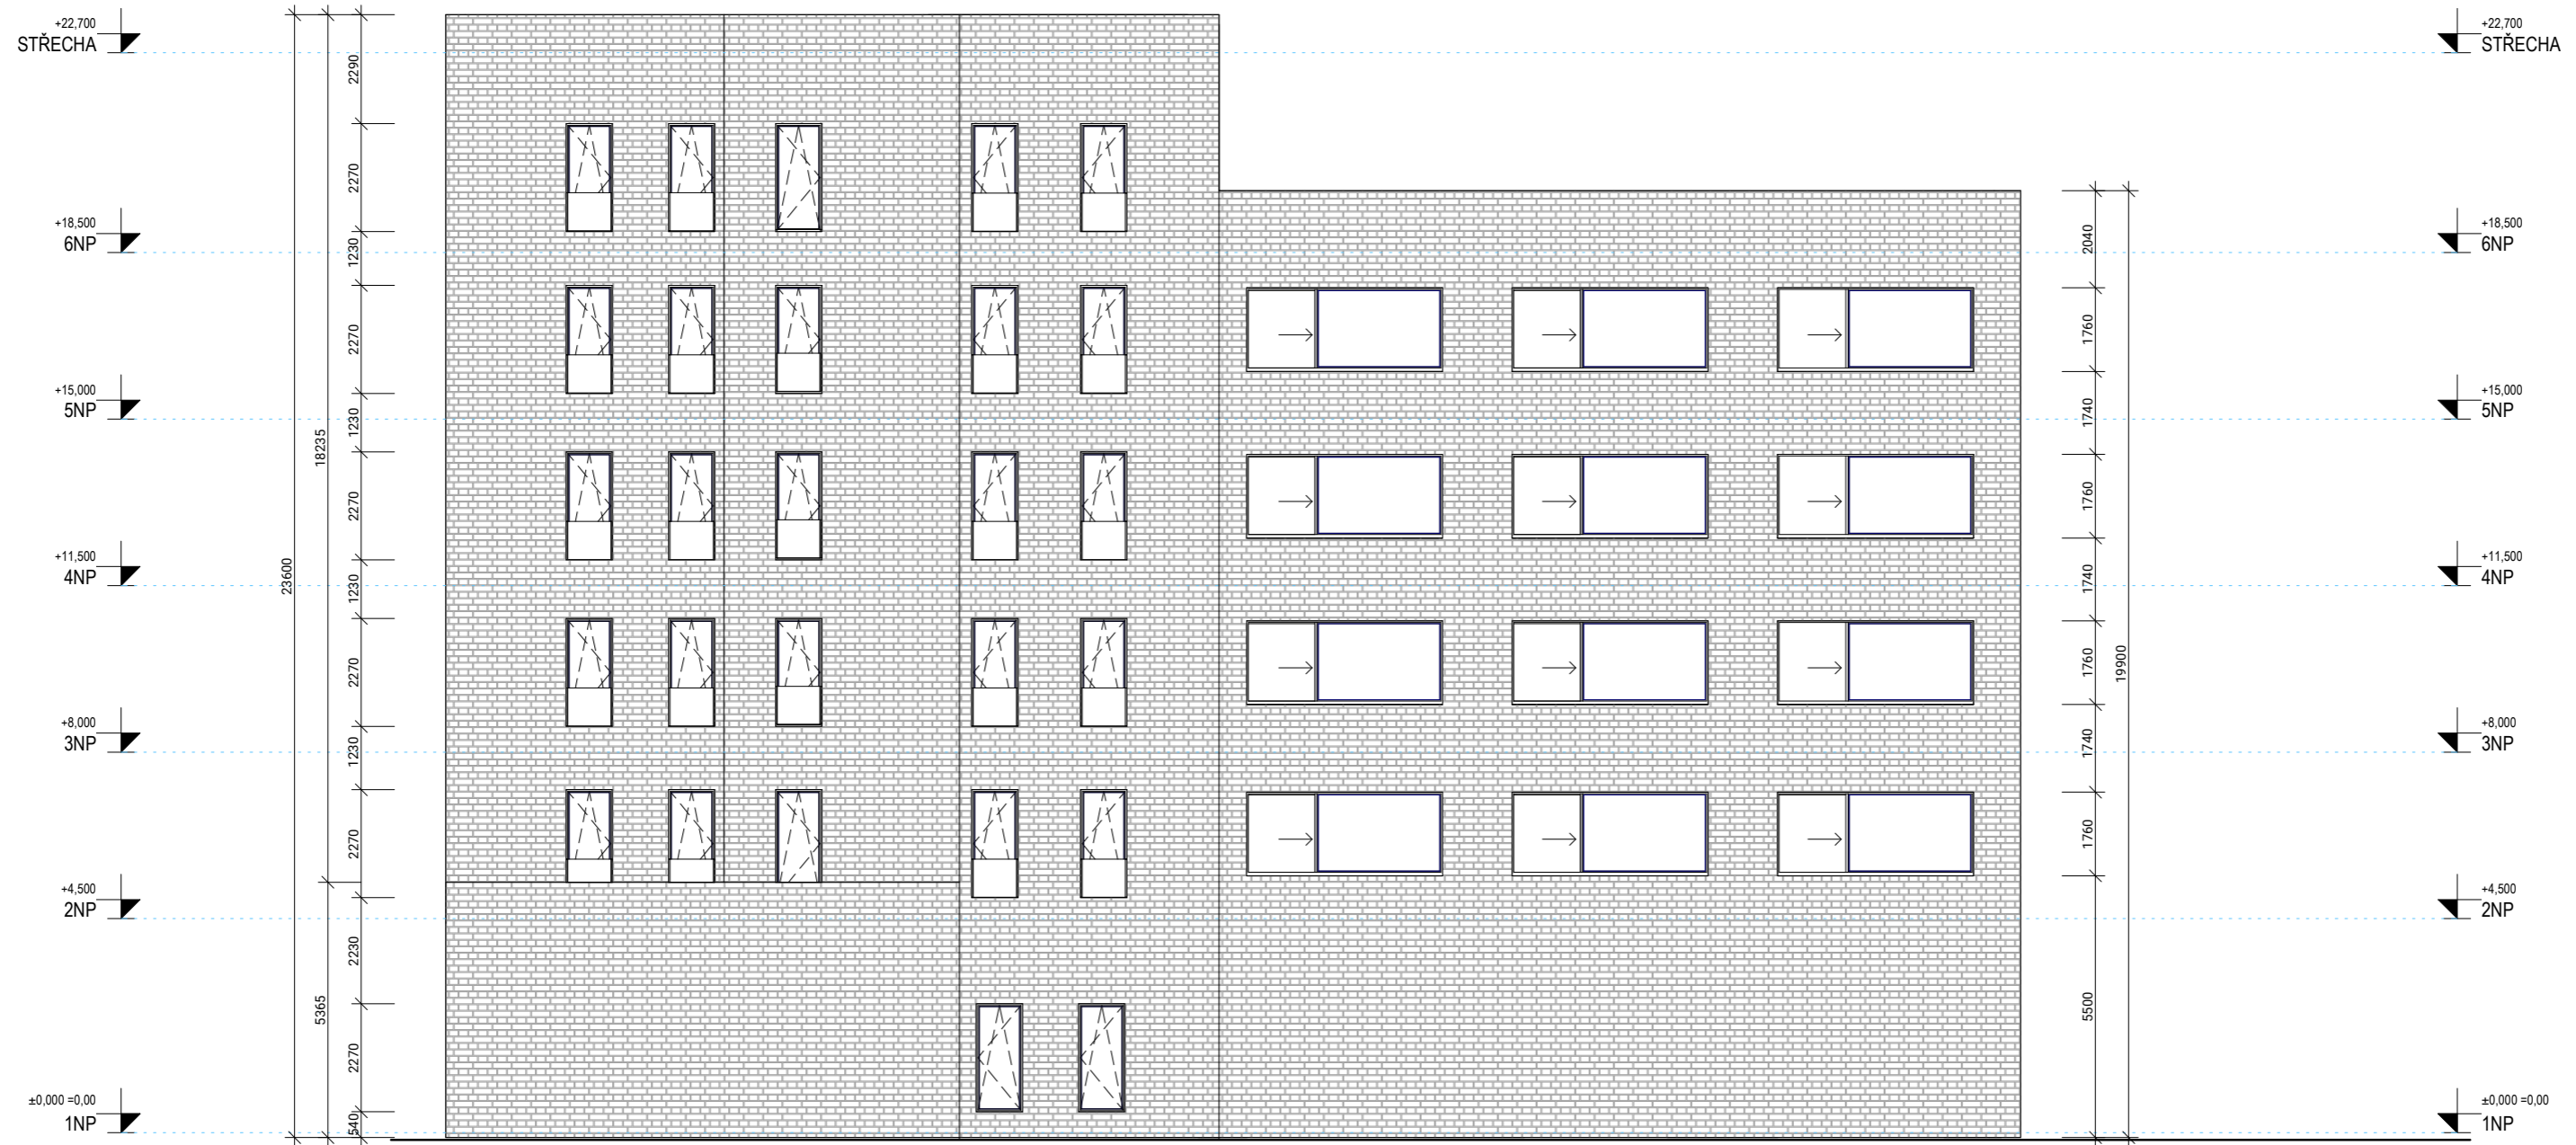 +22,700
STŘECHA
+18,500
6NP
+15,000
5NP
+11,500
4NP
+8,000
3NP
+4,500
2NP
±0,000 =0,00
1NP
23600
18235
5365
2290
2270
1230
2270
1230
2270
1230
2270
1230
2270
2230
2270
540
2040
1760
1740
1760
1740
1760
1740
1760
5500
19900
+22,700
STŘECHA
+18,500
6NP
+15,000
5NP
+11,500
4NP
+8,000
3NP
+4,500
2NP
±0,000 =0,00
1NP